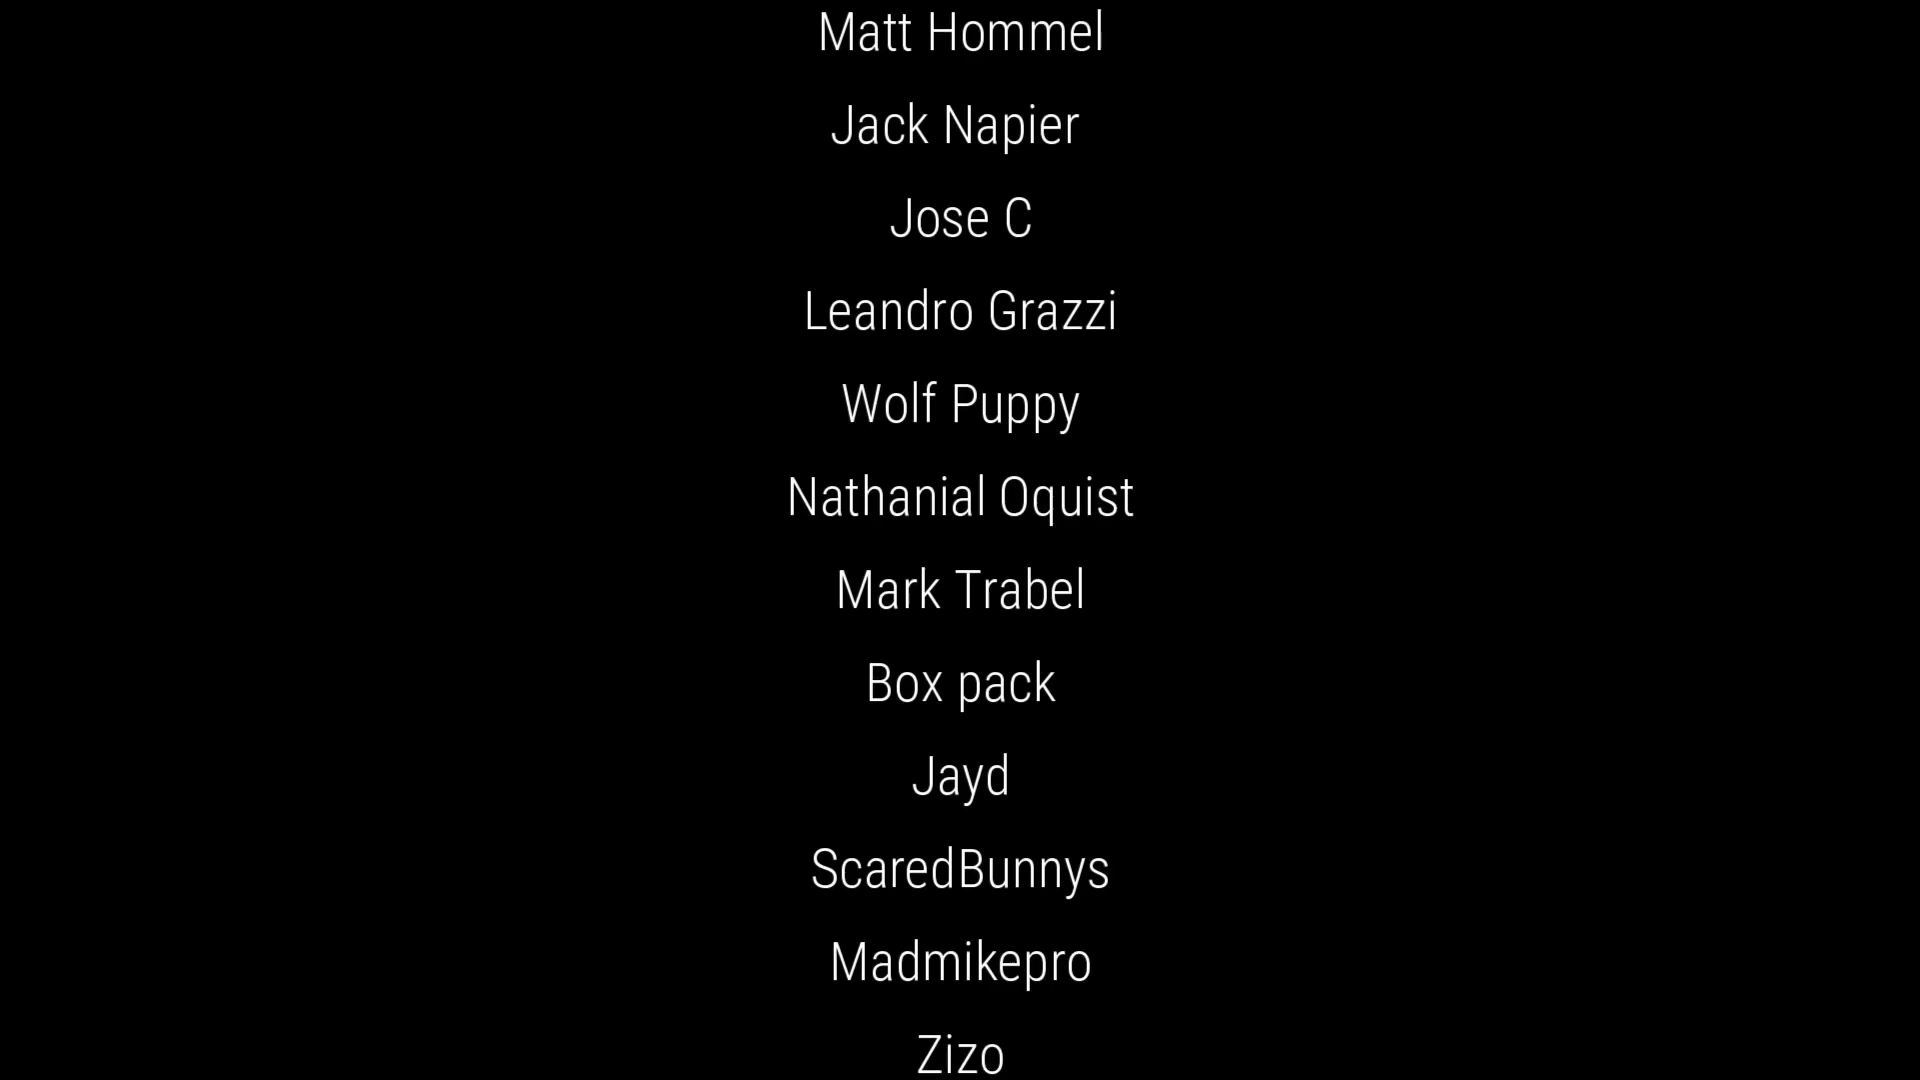 Matt Hommel
Jack Napier
Jose C
Leandro Grazzi
Wolf Puppy
Nathanial Oquist
Mark Trabel
Box pack
Jayd
ScaredBunnys
Madmikepro
Zizo